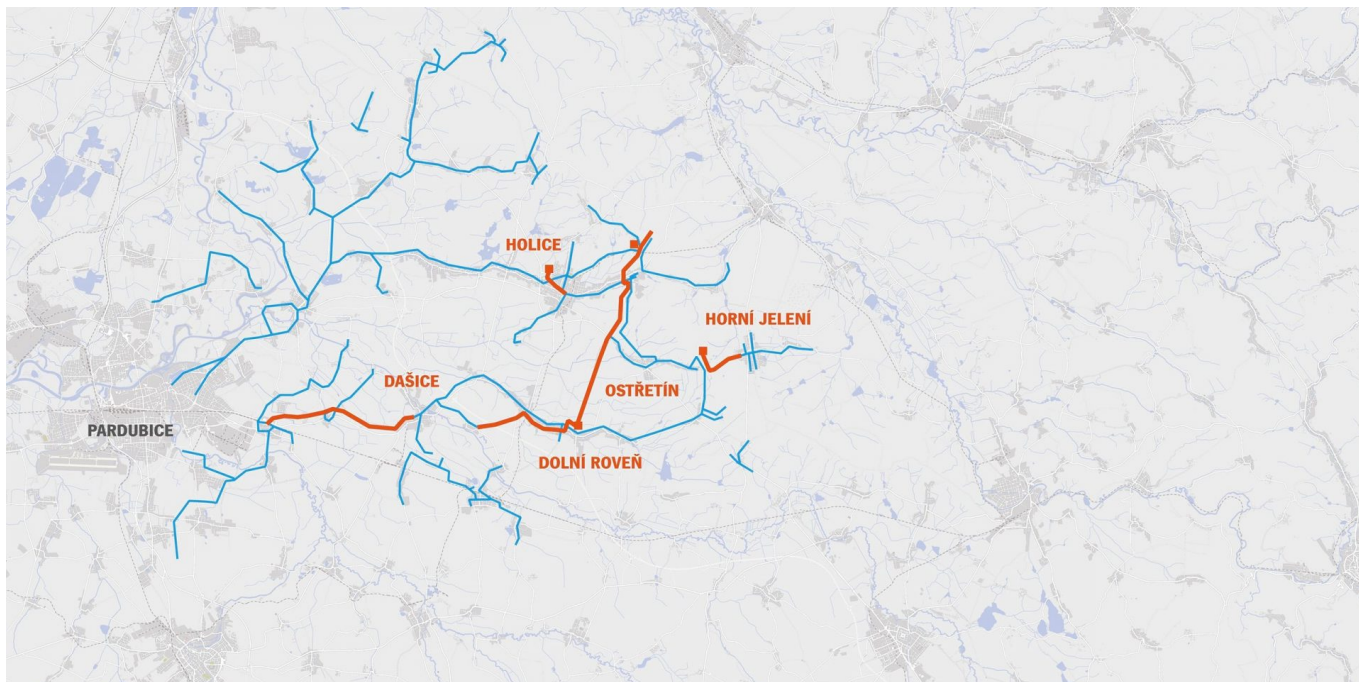 HOLICE
HORNÍ JELENÍ
DAŠICE
OSTŘETÍN
PARDUBICE
DOLNÍ ROVEŇ